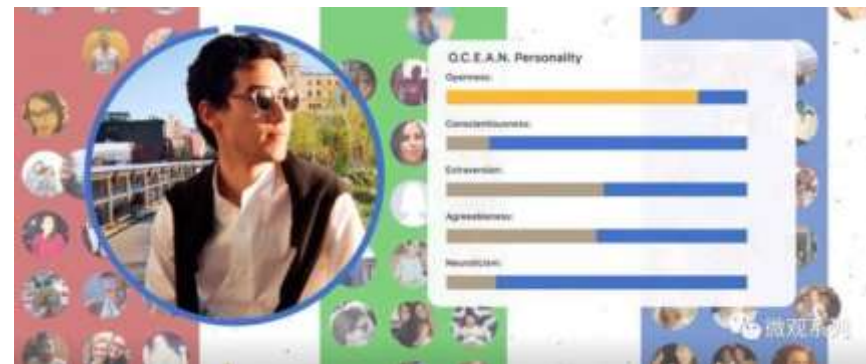 O.C.E.A.N. Personality
Openness:
Conscientiousness:
Extraversion:
Agreeableness:
Neuroticism:
微观系列